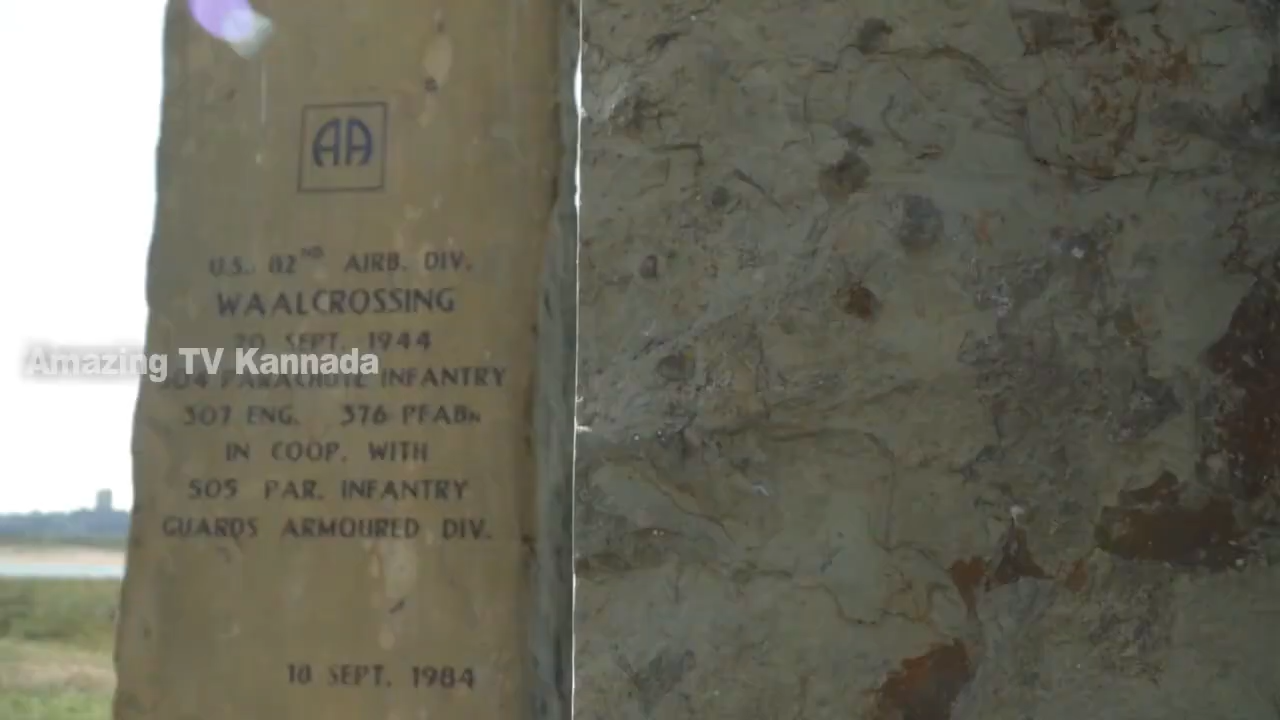 AA
U.S. 82ND AIRB. DIV.
WAALCROSSING
20 SEPT. 1944
504 PARACHUTE INFANTRY
307 ENG. 376 PFABN
IN COOP. WITH
505 PAR. INFANTRY
GUARDS ARMOURED DIV.
18 SEPT. 1984
Amazing TV Kannada